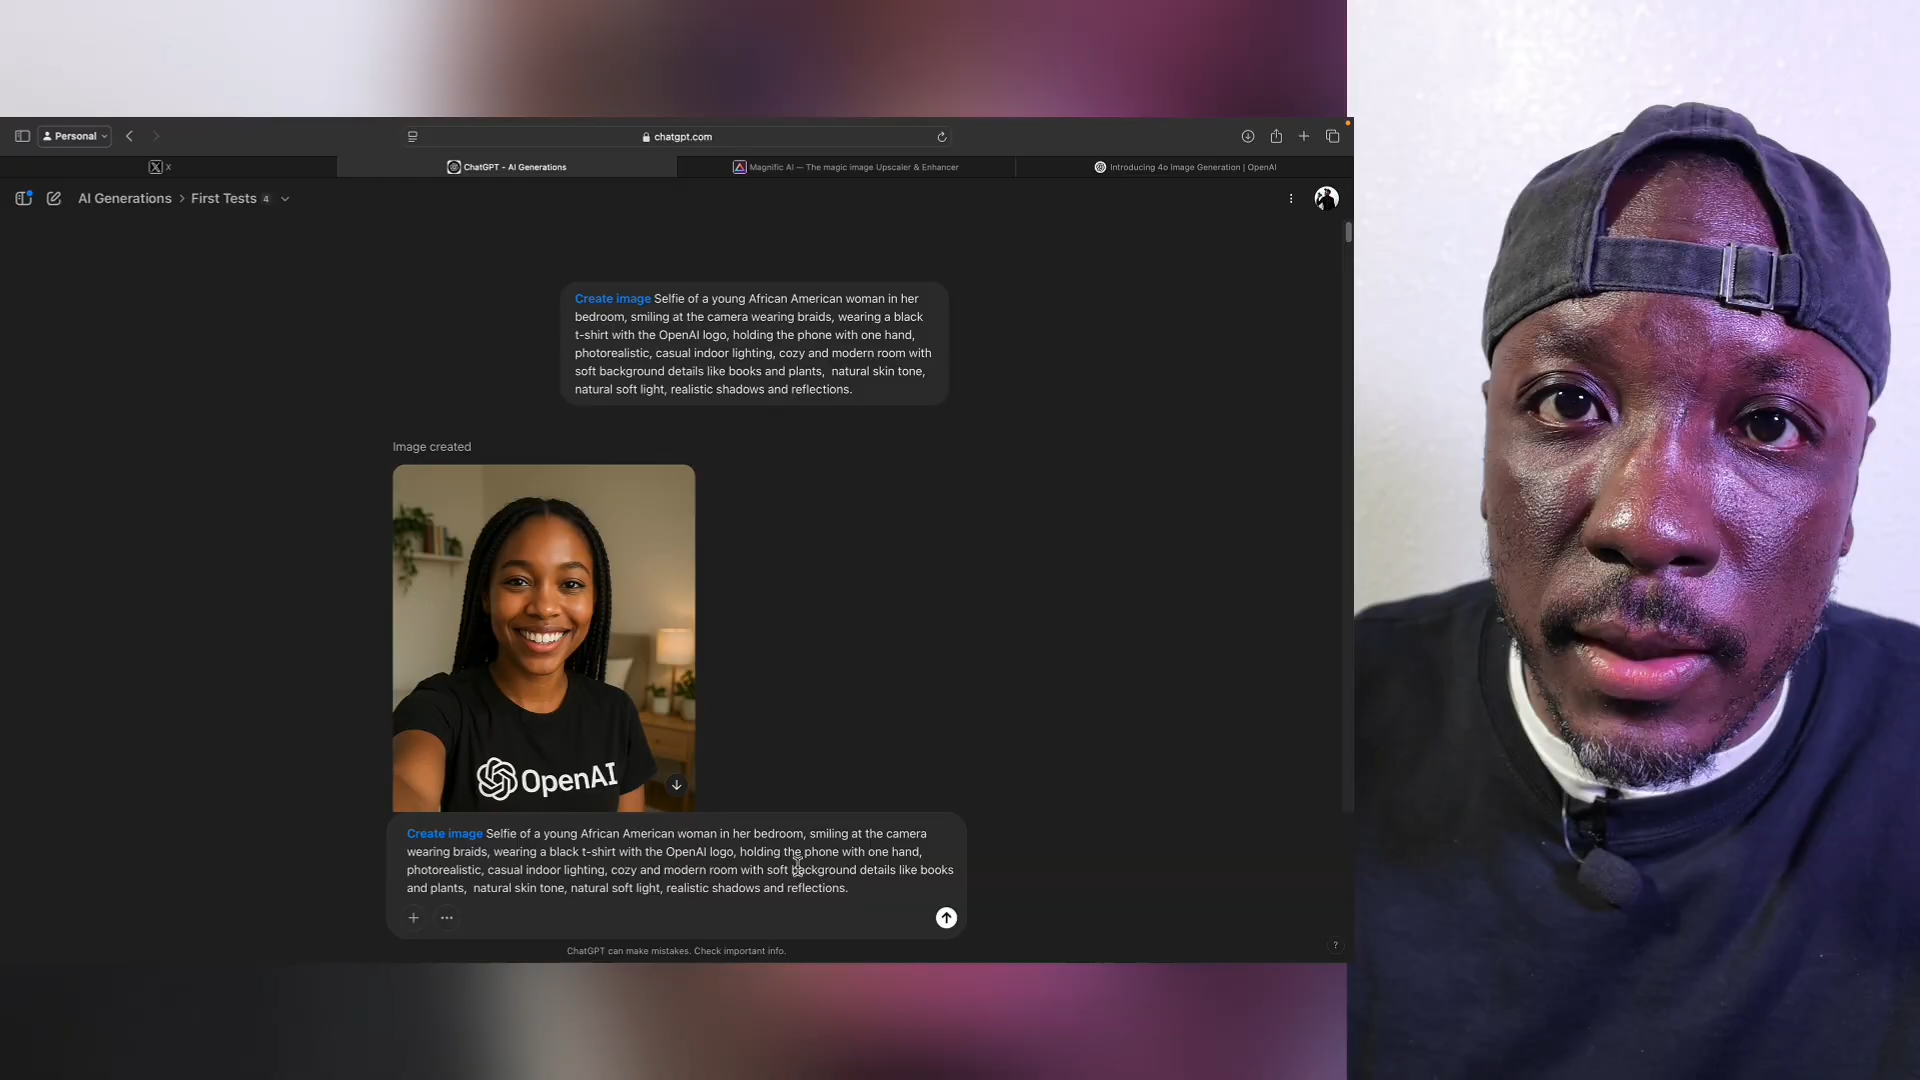 Personal
chatgpt.com
X
ChatGPT - AI Generations
Magnific AI — The magic image Upscaler & Enhancer
Introducing 4o Image Generation | OpenAI
AI Generations > First Tests 4
Create image Selfie of a young African American woman in her
bedroom, smiling at the camera wearing braids, wearing a black
t-shirt with the OpenAI logo, holding the phone with one hand,
photorealistic, casual indoor lighting, cozy and modern room with
soft background details like books and plants,  natural skin tone,
natural soft light, realistic shadows and reflections.
Image created
OpenAI
Create image Selfie of a young African American woman in her bedroom, smiling at the camera
wearing braids, wearing a black t-shirt with the OpenAI logo, holding the phone with one hand,
photorealistic, casual indoor lighting, cozy and modern room with soft background details like books
and plants,  natural skin tone, natural soft light, realistic shadows and reflections.
ChatGPT can make mistakes. Check important info.
?